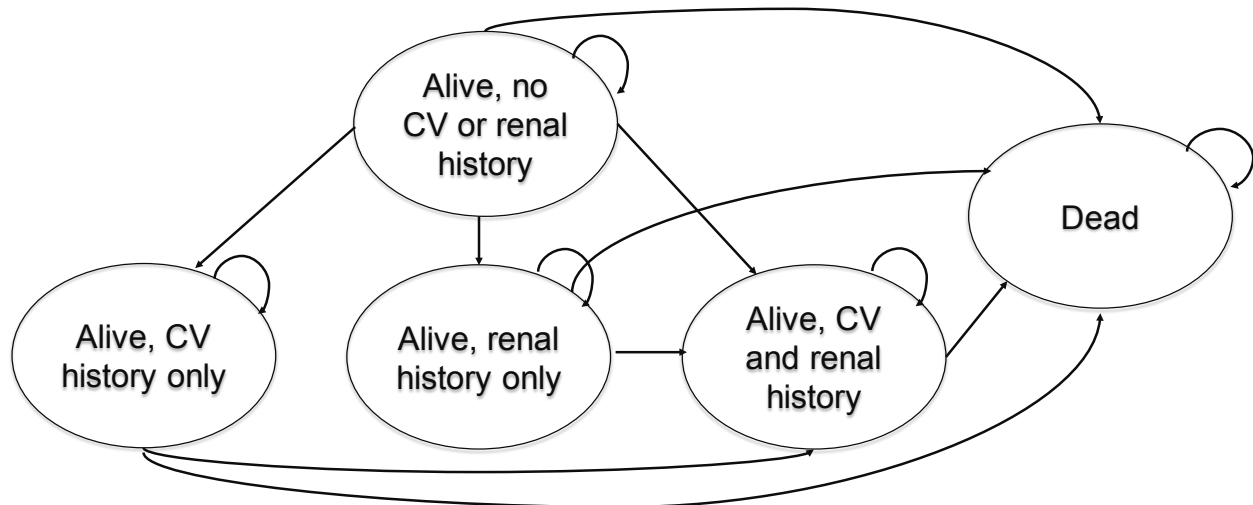 Alive, no
CV or renal
history
Dead
Alive, CV
history only
Alive, renal
history only
Alive, CV
and renal
history